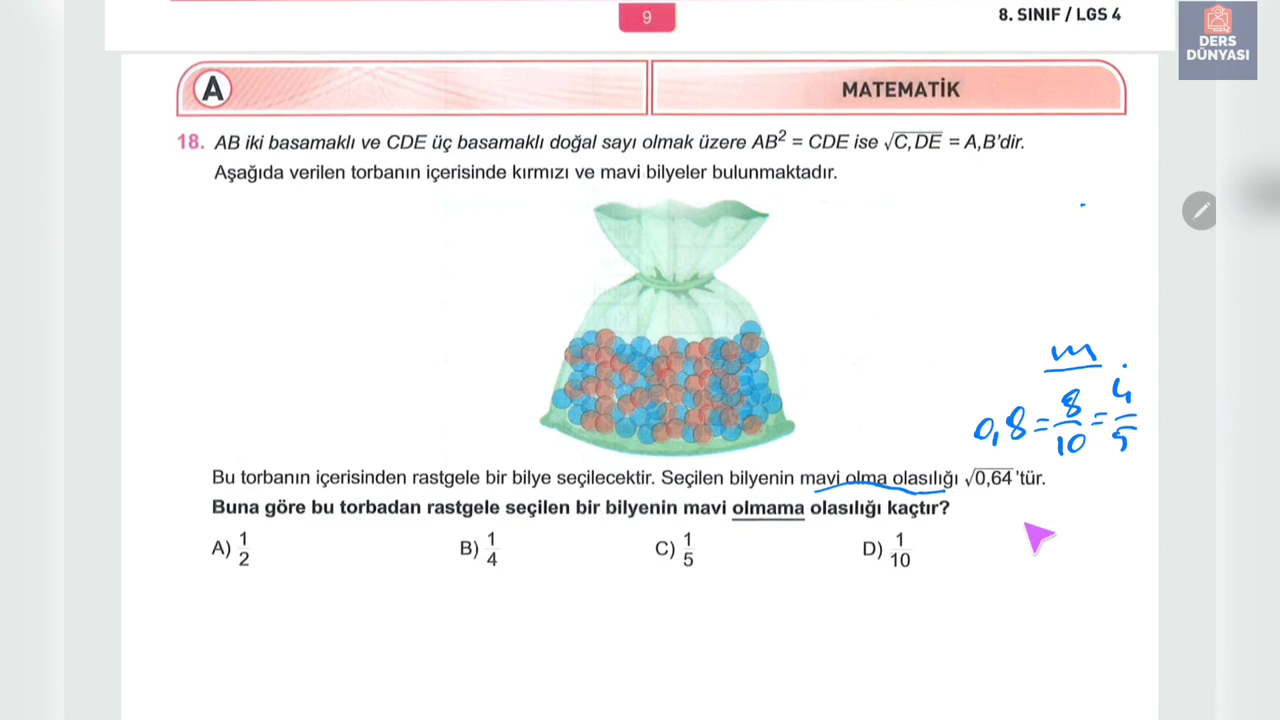 9
8. SINIF / LGS 4
DERS
DÜNYASI
A
MATEMATİK
18. AB iki basamaklı ve CDE üç basamaklı doğal sayı olmak üzere AB² = CDE ise √C,DE = A,B'dir.
Aşağıda verilen torbanın içerisinde kırmızı ve mavi bilyeler bulunmaktadır.
m
0,8 = 8/10 = 4/5
Bu torbanın içerisinden rastgele bir bilye seçilecektir. Seçilen bilyenin mavi olma olasılığı √0,64'tür.
Buna göre bu torbadan rastgele seçilen bir bilyenin mavi olmama olasılığı kaçtır?
A) 1/2 B) 1/4 C) 1/5 D) 1/10